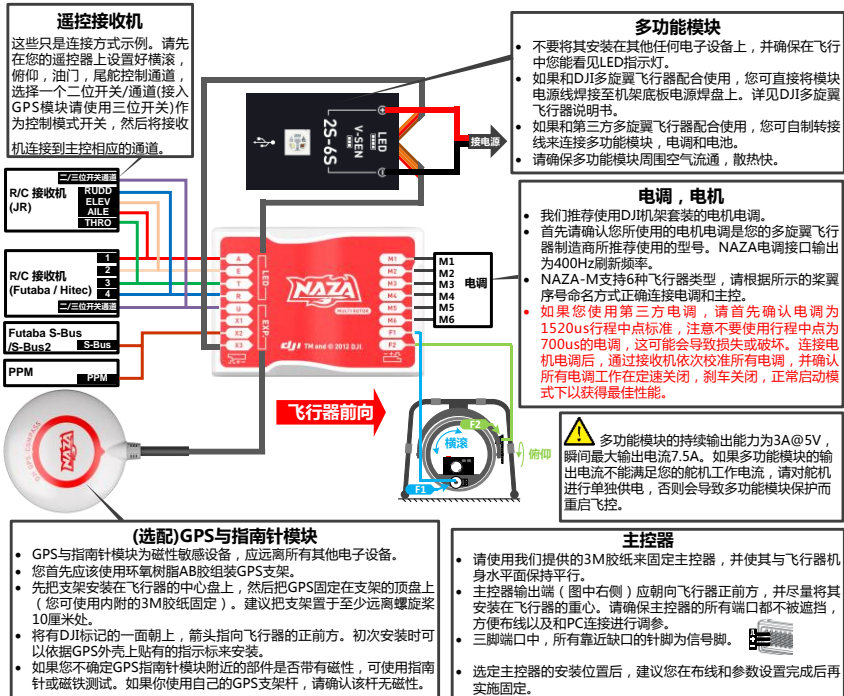 遥控接收机
这些只是连接方式示例。请先
在您的遥控器上设置好横滚，
俯仰，油门，尾舵控制通道，
选择一个二位开关/通道(接入
GPS模块请使用三位开关)作
为控制模式开关，然后将接收
机连接到主控相应的通道。
二/三位开关通道
R/C 接收机
(JR)
RUDD
ELEV
AILE
THRO
R/C 接收机
(Futaba / Hitec)
1
2
3
4
二/三位开关通道
Futaba S-Bus
/S-Bus2
S-Bus
PPM
PPM
LED
V-SEN
2S-6S
接电源
A
E
T
R
U
X1
X2
X3
LED
EXP.
NAZA
MULTI-ROTOR
dji TM and © 2012 DJI.
M1
M2
M3
M4
M5
M6
F1
F2
M1
M2
M3
M4
M5
M6
电调
飞行器前向
横滚
F2
俯仰
F1
NAZA
GPS COMPASS
多功能模块
• 不要将其安装在其他任何电子设备上，并确保在飞行
中您能看见LED指示灯。
• 如果和DJI多旋翼飞行器配合使用，您可直接将模块
电源线焊接至机架底板电源焊盘上。详见DJI多旋翼
飞行器说明书。
• 如果和第三方多旋翼飞行器配合使用，您可自制转接
线来连接多功能模块，电调和电池。
• 请确保多功能模块周围空气流通，散热快。
电调，电机
• 我们推荐使用DJI机架套装的电机电调。
• 首先请确认您所使用的电机电调是您的多旋翼飞行
器制造商所推荐使用的型号。NAZA电调接口输出
为400Hz刷新频率。
• NAZA-M支持6种飞行器类型，请根据所示的桨翼
序号命名方式正确连接电调和主控。
• 如果您使用第三方电调，请首先确认电调为
1520us行程中点标准，注意不要使用行程中点为
700us的电调，这可能会导致损失或破坏。连接电
机电调后，通过接收机依次校准所有电调，并确认
所有电调工作在定速关闭，刹车关闭，正常启动模
式下以获得最佳性能。
多功能模块的持续输出能力为3A@5V，
瞬间最大输出电流7.5A。如果多功能模块的输
出电流不能满足您的舵机工作电流，请对舵机
进行单独供电，否则会导致多功能模块保护而
重启飞控。
(选配)GPS与指南针模块
• GPS与指南针模块为磁性敏感设备，应远离所有其他电子设备。
• 您首先应该使用环氧树脂AB胶组装GPS支架。
• 先把支架安装在飞行器的中心盘上，然后把GPS固定在支架的顶盘上
（您可使用内附的3M胶纸固定）。建议把支架置于至少远离螺旋桨
10厘米处。
• 将有DJI标记的一面朝上，箭头指向飞行器的正前方。初次安装时可
以依据GPS外壳上贴有的指示标来安装。
• 如果您不确定GPS指南针模块附近的部件是否带有磁性，可使用指南
针或磁铁测试。如果你使用自己的GPS支架杆，请确认该杆无磁性。
主控器
• 请使用我们提供的3M胶纸来固定主控器，并使其与飞行器机
身水平面保持平行。
• 主控器输出端（图中右侧）应朝向飞行器正前方，并尽量将其
安装在飞行器的重心。请确保主控器的所有端口都不被遮挡，
方便布线以及和PC连接进行调参。
• 三脚端口中，所有靠近缺口的针脚为信号脚。
• 选定主控器的安装位置后，建议您在布线和参数设置完成后再
实施固定。